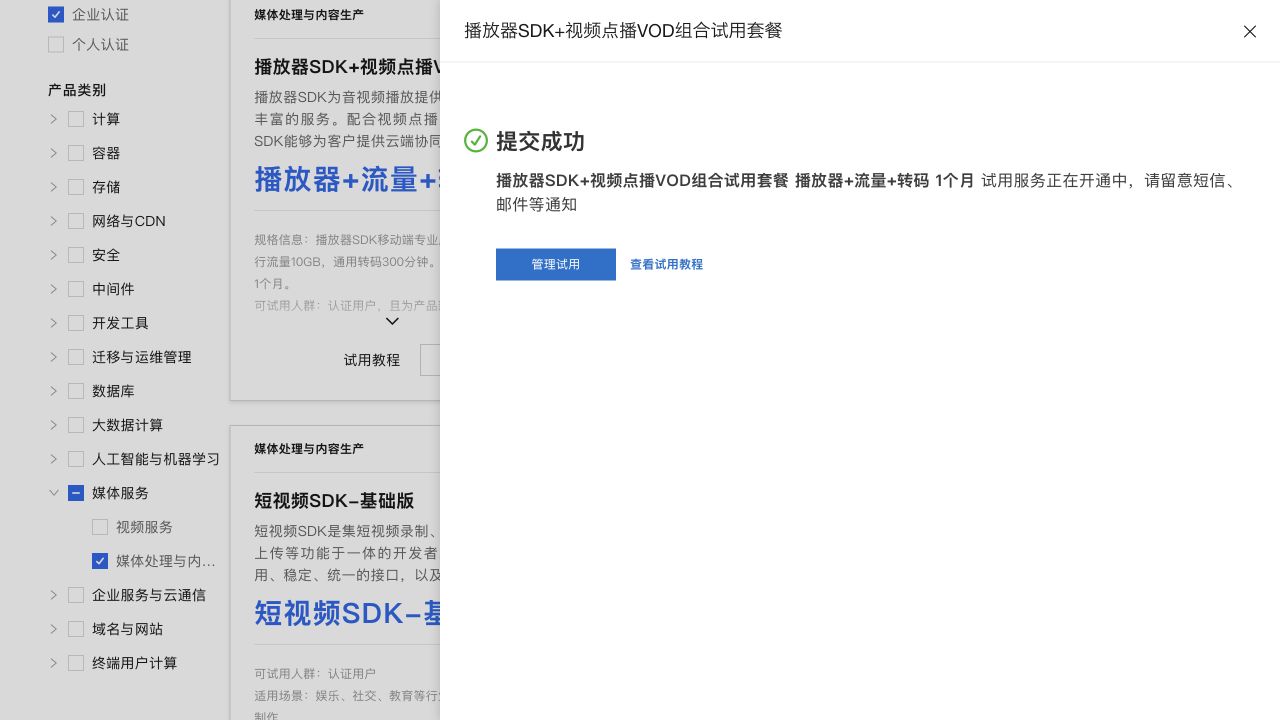 企业认证
个人认证
产品类别
计算
容器
存储
网络与CDN
安全
中间件
开发工具
迁移与运维管理
数据库
大数据计算
人工智能与机器学习
媒体服务
视频服务
媒体处理与内...
企业服务与云通信
域名与网站
终端用户计算
媒体处理与内容生产
播放器SDK+视频点播V
播放器SDK为音视频播放提供
丰富的服务。配合视频点播
SDK能够为客户提供云端协同
播放器+流量+
规格信息：播放器SDK移动端专业
行流量10GB，通用转码300分钟。
1个月。
可试用人群：认证用户，且为产品
试用教程
媒体处理与内容生产
短视频SDK-基础版
短视频SDK是集短视频录制、
上传等功能于一体的开发者
用、稳定、统一的接口，以及
短视频SDK-基
可试用人群：认证用户
适用场景：娱乐、社交、教育等行
制作
播放器SDK+视频点播VOD组合试用套餐
提交成功
播放器SDK+视频点播VOD组合试用套餐 播放器+流量+转码 1个月 试用服务正在开通中，请留意短信、
邮件等通知
管理试用
查看试用教程